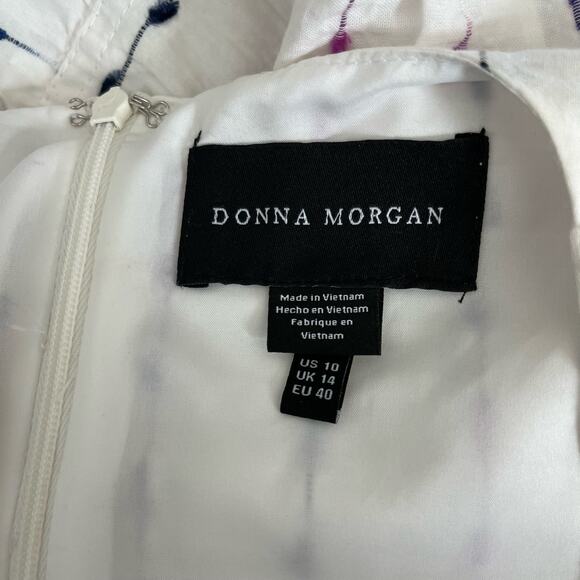 DONNA MORGAN
Made in Vietnam
Hecho en Vietnam
Fabrique en
Vietnam
US 10
UK 14
EU 40